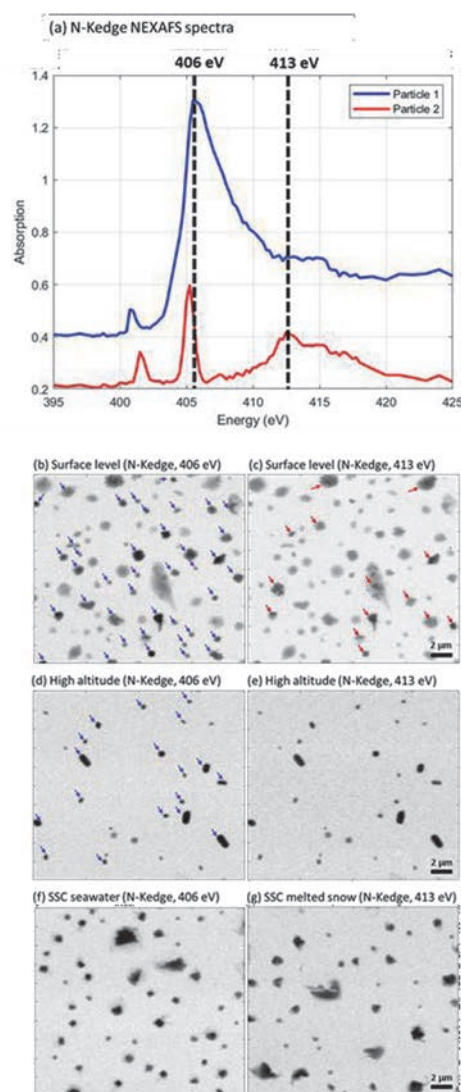 (a) N-Kedge NEXAFS spectra
406 eV 413 eV
1.4
Particle 1
Particle 2
1.2
1
0.8
0.6
0.4
0.2
Absorption
395 400 405 410 415 420 425
Energy (eV)
(b) Surface level (N-Kedge, 406 eV) (c) Surface level (N-Kedge, 413 eV)
2 μm
(d) High altitude (N-Kedge, 406 eV) (e) High altitude (N-Kedge, 413 eV)
2 μm
(f) SSC seawater (N-Kedge, 406 eV) (g) SSC melted snow (N-Kedge, 413 eV)
2 μm